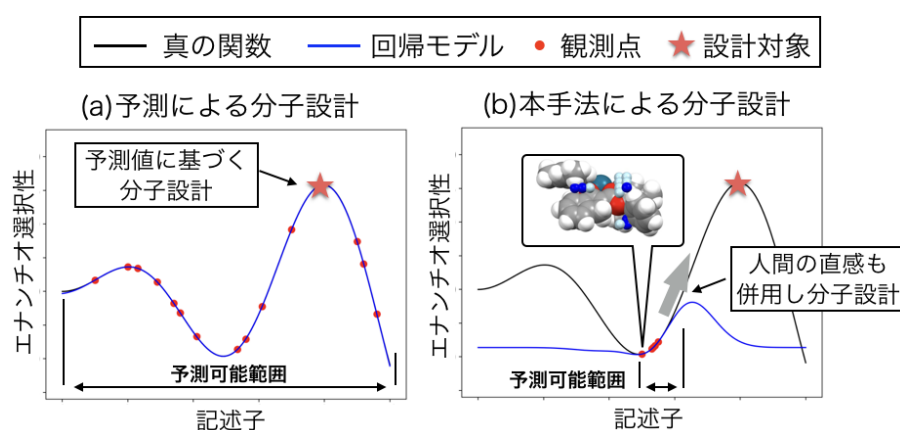 真の関数 回帰モデル 観測点 設計対象
(a)予測による分子設計
予測値に基づく
分子設計
エナンチオ選択性
予測可能範囲
記述子
(b)本手法による分子設計
人間の直感も
併用し分子設計
エナンチオ選択性
予測可能範囲
記述子